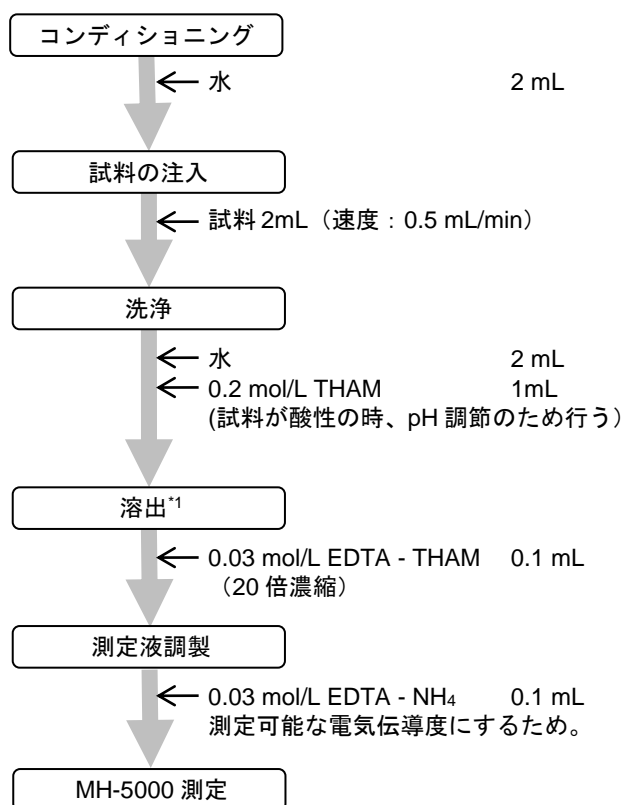 コンディショニング
水 2 mL
試料の注入
試料 2mL（速度：0.5 mL/min）
洗浄
水 2 mL
0.2 mol/L THAM 1mL
(試料が酸性の時、pH 調節のため行う）
溶出*1
0.03 mol/L EDTA - THAM 0.1 mL
（20 倍濃縮）
測定液調製
0.03 mol/L EDTA - NH₄ 0.1 mL
測定可能な電気伝導度にするため。
MH-5000 測定